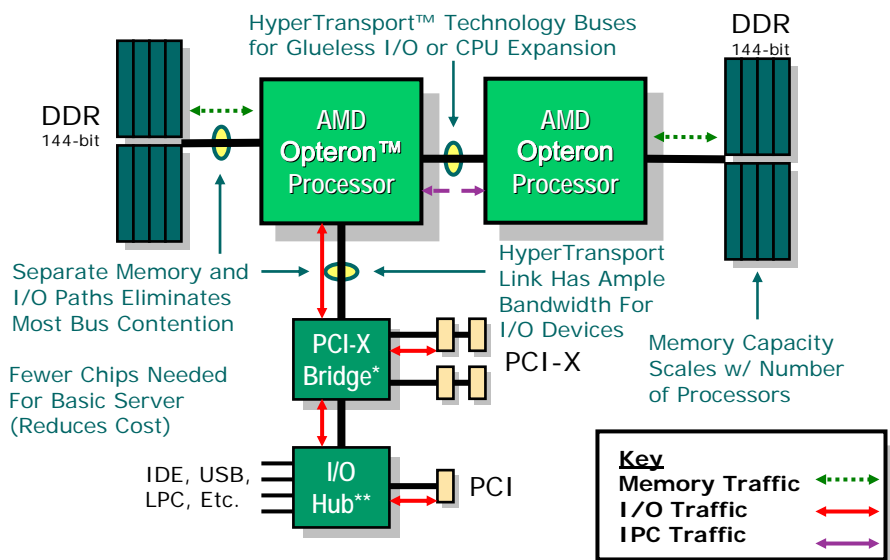 HyperTransport™ Technology Buses
for Glueless I/O or CPU Expansion
DDR
144-bit
DDR
144-bit
AMD
Opteron™
Processor
AMD
Opteron
Processor
Separate Memory and
I/O Paths Eliminates
Most Bus Contention
HyperTransport
Link Has Ample
Bandwidth For
I/O Devices
Memory Capacity
Scales w/ Number
of Processors
PCI-X
Bridge*
PCI-X
Fewer Chips Needed
For Basic Server
(Reduces Cost)
IDE, USB,
LPC, Etc.
I/O
Hub**
PCI
Key
Memory Traffic
I/O Traffic
IPC Traffic